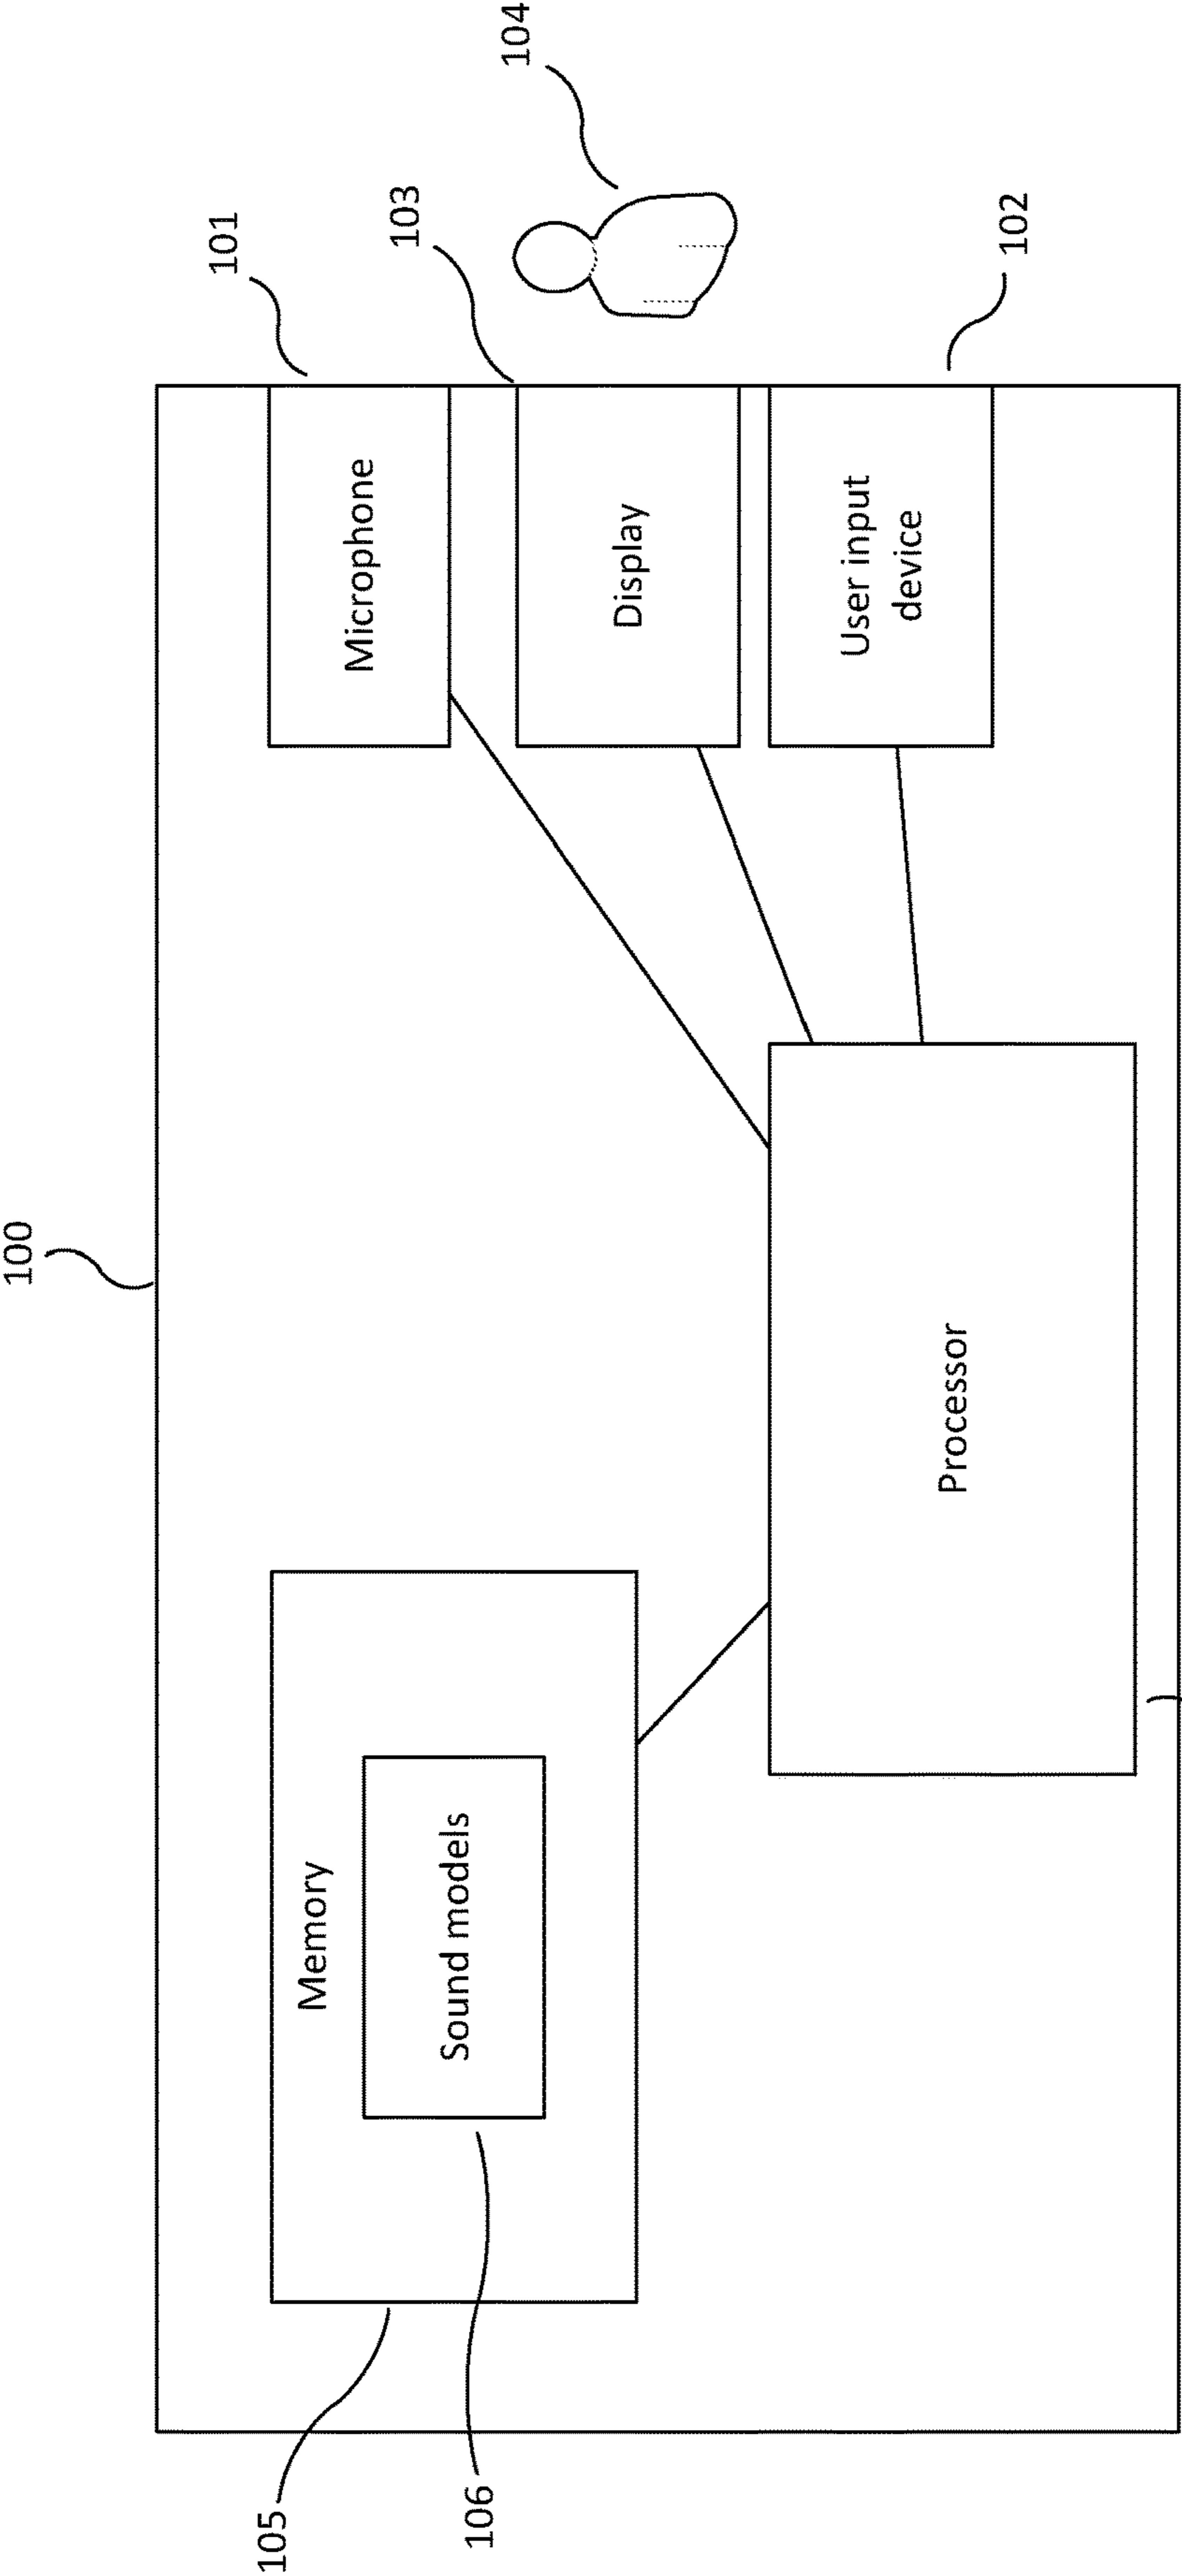 100
101
105
Memory
Microphone
103
Sound models
106
104
Display
User input
device
Processor
102